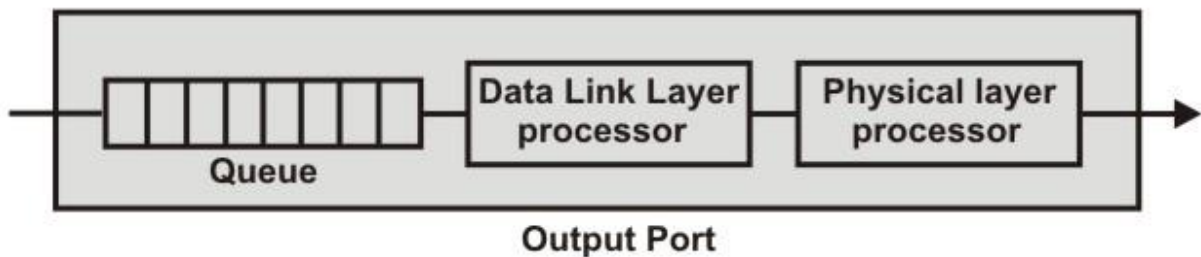 Data Link Layer
processor
Physical layer
processor
Queue
Output Port